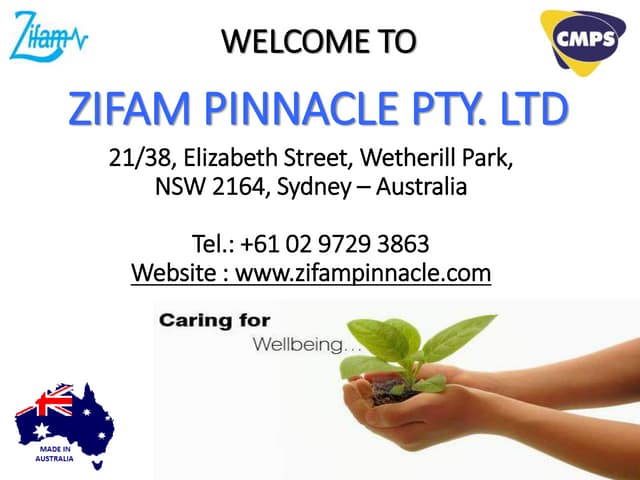 Zifam
WELCOME TO
CMPS
ZIFAM PINNACLE PTY. LTD
21/38, Elizabeth Street, Wetherill Park,
NSW 2164, Sydney – Australia
Tel.: +61 02 9729 3863
Website : www.zifampinnacle.com
Caring for
Wellbeing...
MADE IN
AUSTRALIA